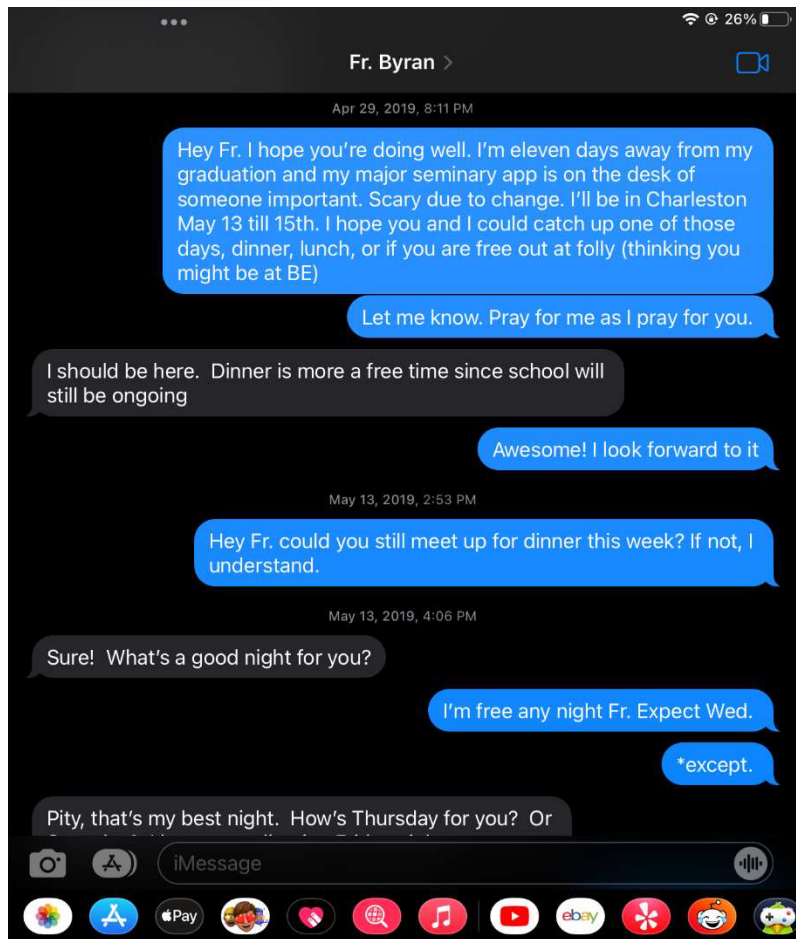 26%
Fr. Byran
Apr 29, 2019, 8:11 PM
Hey Fr. I hope you're doing well. I'm eleven days away from my
graduation and my major seminary app is on the desk of
someone important. Scary due to change. I'll be in Charleston
May 13 till 15th. I hope you and I could catch up one of those
days, dinner, lunch, or if you are free out at folly (thinking you
might be at BE)
Let me know. Pray for me as I pray for you.
I should be here.  Dinner is more a free time since school will
still be ongoing
Awesome! I look forward to it
May 13, 2019, 2:53 PM
Hey Fr. could you still meet up for dinner this week? If not, I
understand.
May 13, 2019, 4:06 PM
Sure!  What's a good night for you?
I'm free any night Fr. Expect Wed.
*except.
Pity, that's my best night.  How's Thursday for you?  Or
iMessage
Pay
ebay